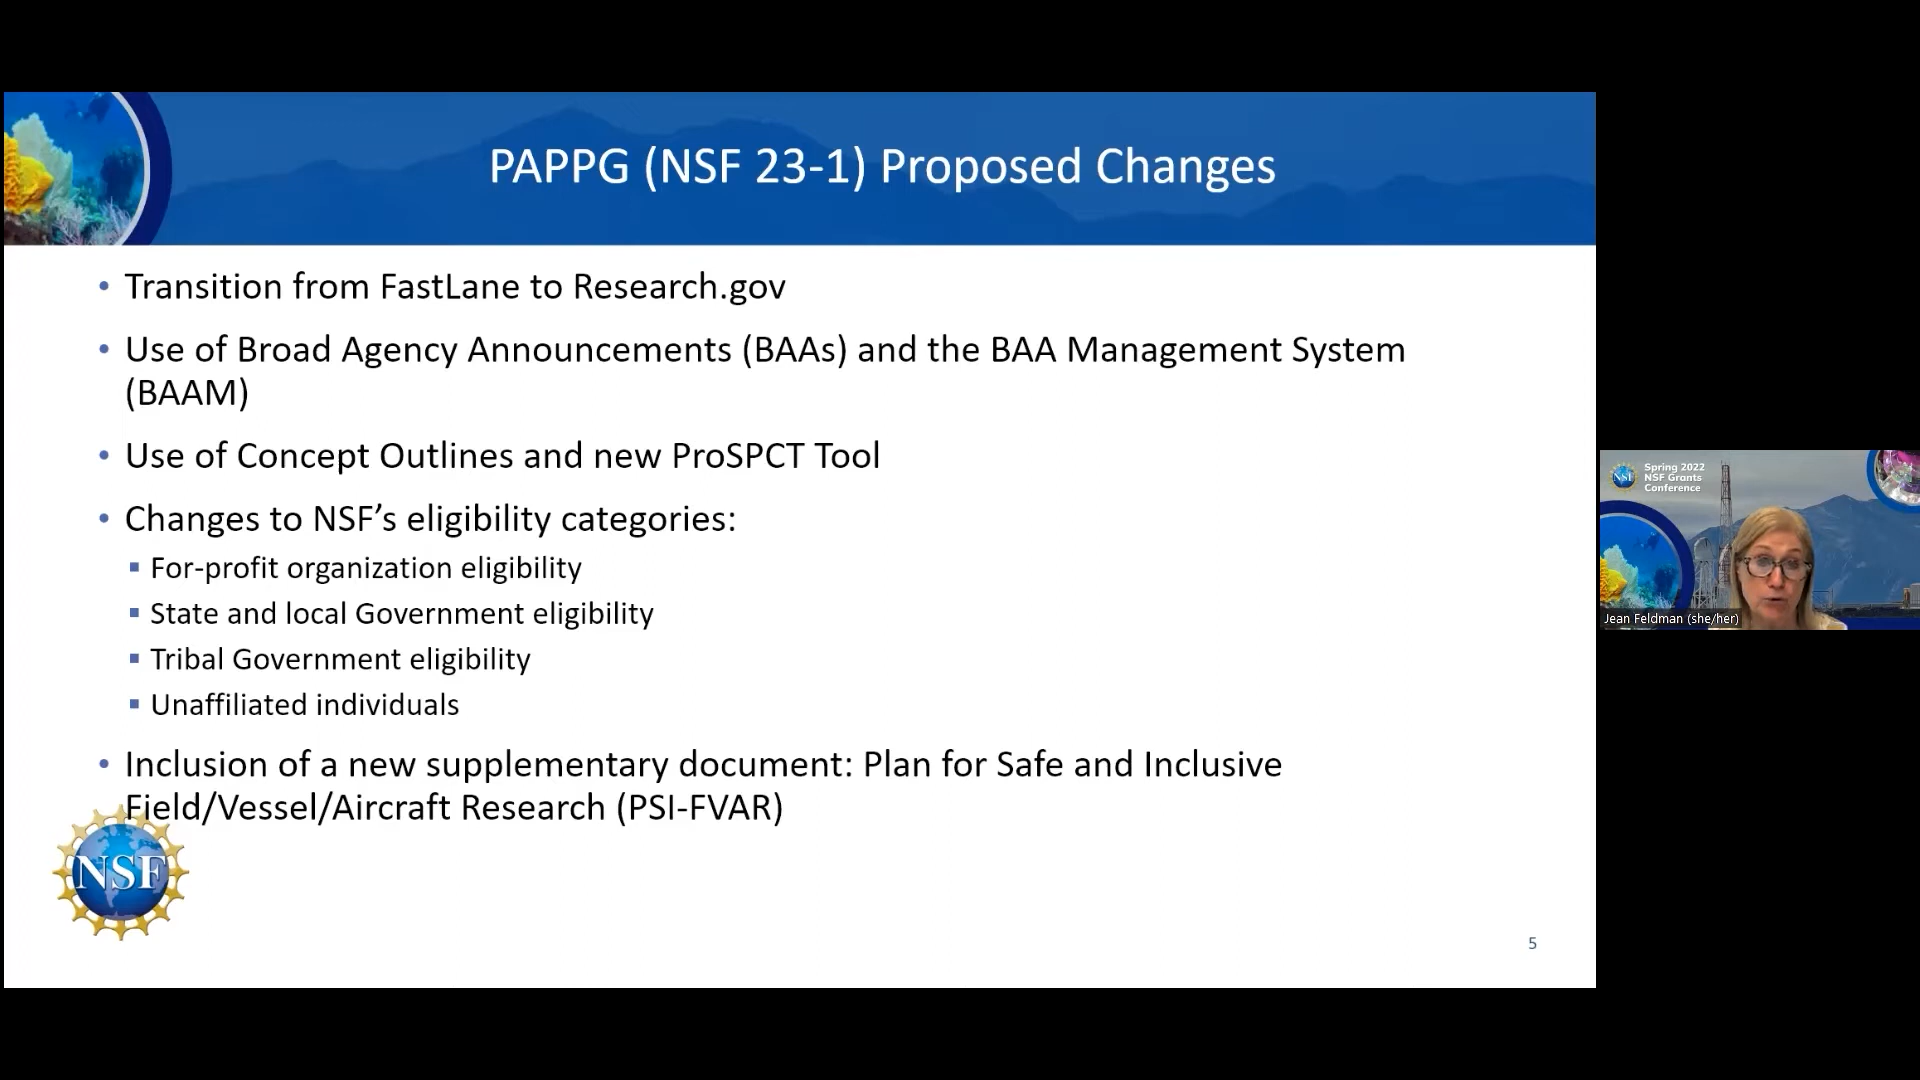 PAPPG (NSF 23-1) Proposed Changes
• Transition from FastLane to Research.gov
• Use of Broad Agency Announcements (BAAs) and the BAA Management System
(BAAM)
• Use of Concept Outlines and new ProSPCT Tool
• Changes to NSF’s eligibility categories:
▪ For-profit organization eligibility
▪ State and local Government eligibility
▪ Tribal Government eligibility
▪ Unaffiliated individuals
• Inclusion of a new supplementary document: Plan for Safe and Inclusive
Field/Vessel/Aircraft Research (PSI-FVAR)
NSF
5
NSF
Spring 2022
NSF Grants
Conference
Jean Feldman (she/her)